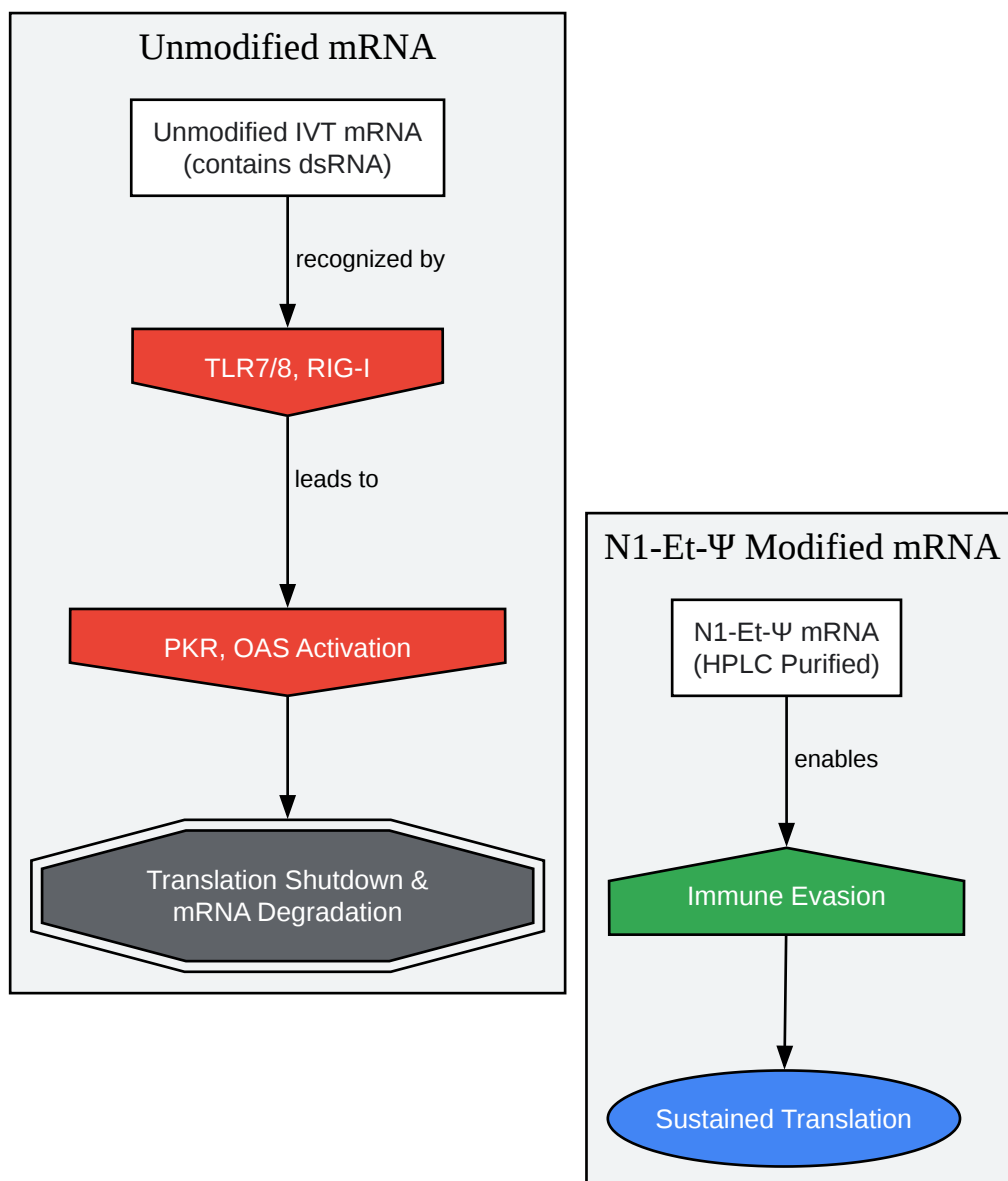 Unmodified mRNA
Unmodified IVT mRNA
(contains dsRNA)
recognized by
TLR7/8, RIG-I
leads to
PKR, OAS Activation
Translation Shutdown &
mRNA Degradation
N1-Et-Ψ Modified mRNA
N1-Et-Ψ mRNA
(HPLC Purified)
enables
Immune Evasion
Sustained Translation